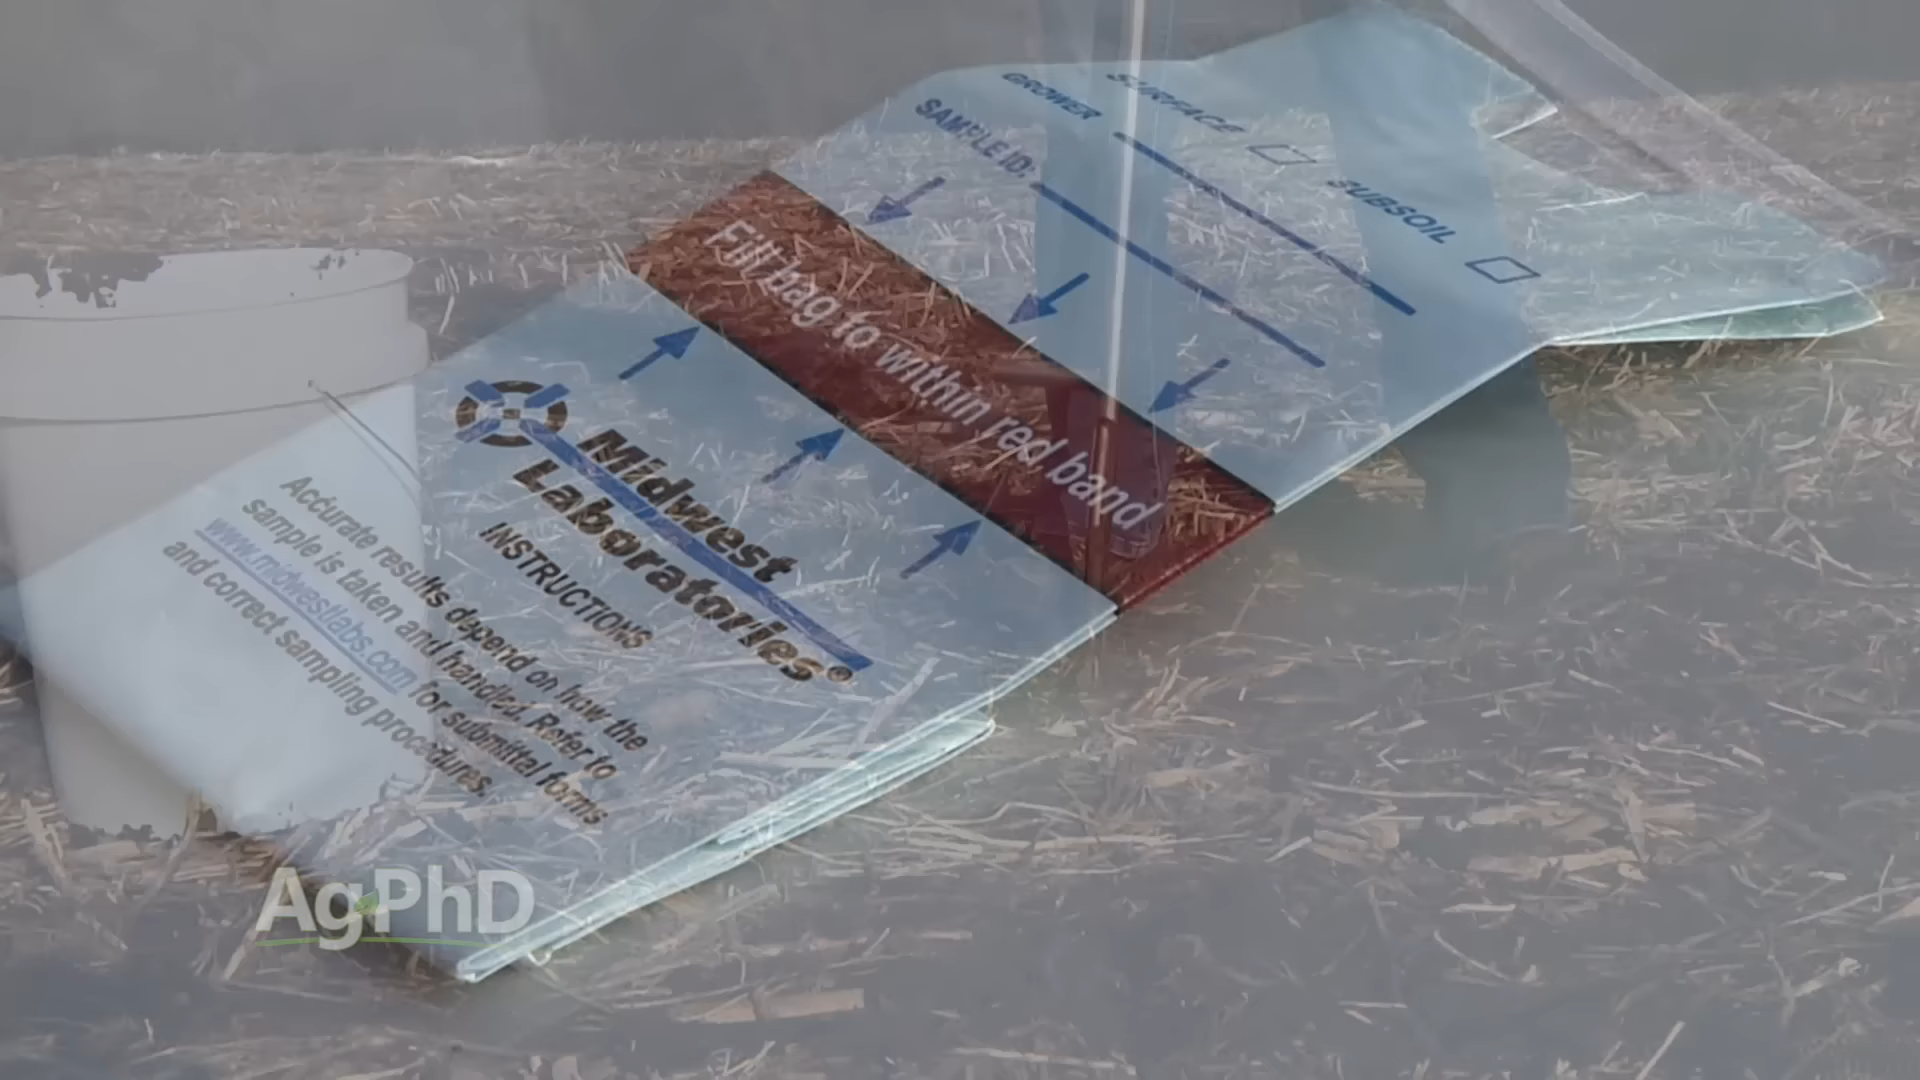 SURFACE
SUBSOIL
GROWER
SAMPLE ID:
Fill bag to within red band
Midwest
Laboratories®
INSTRUCTIONS
Accurate results depend on how the
sample is taken and handled. Refer to
www.midwestlabs.com for submittal forms
and correct sampling procedures.
AgPhD